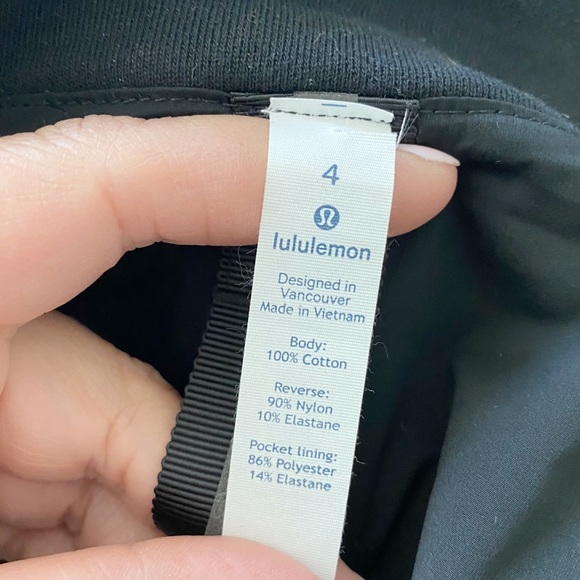 4
lululemon
Designed in
Vancouver
Made in Vietnam
Body:
100% Cotton
Reverse:
90% Nylon
10% Elastane
Pocket lining:
86% Polyester
14% Elastane